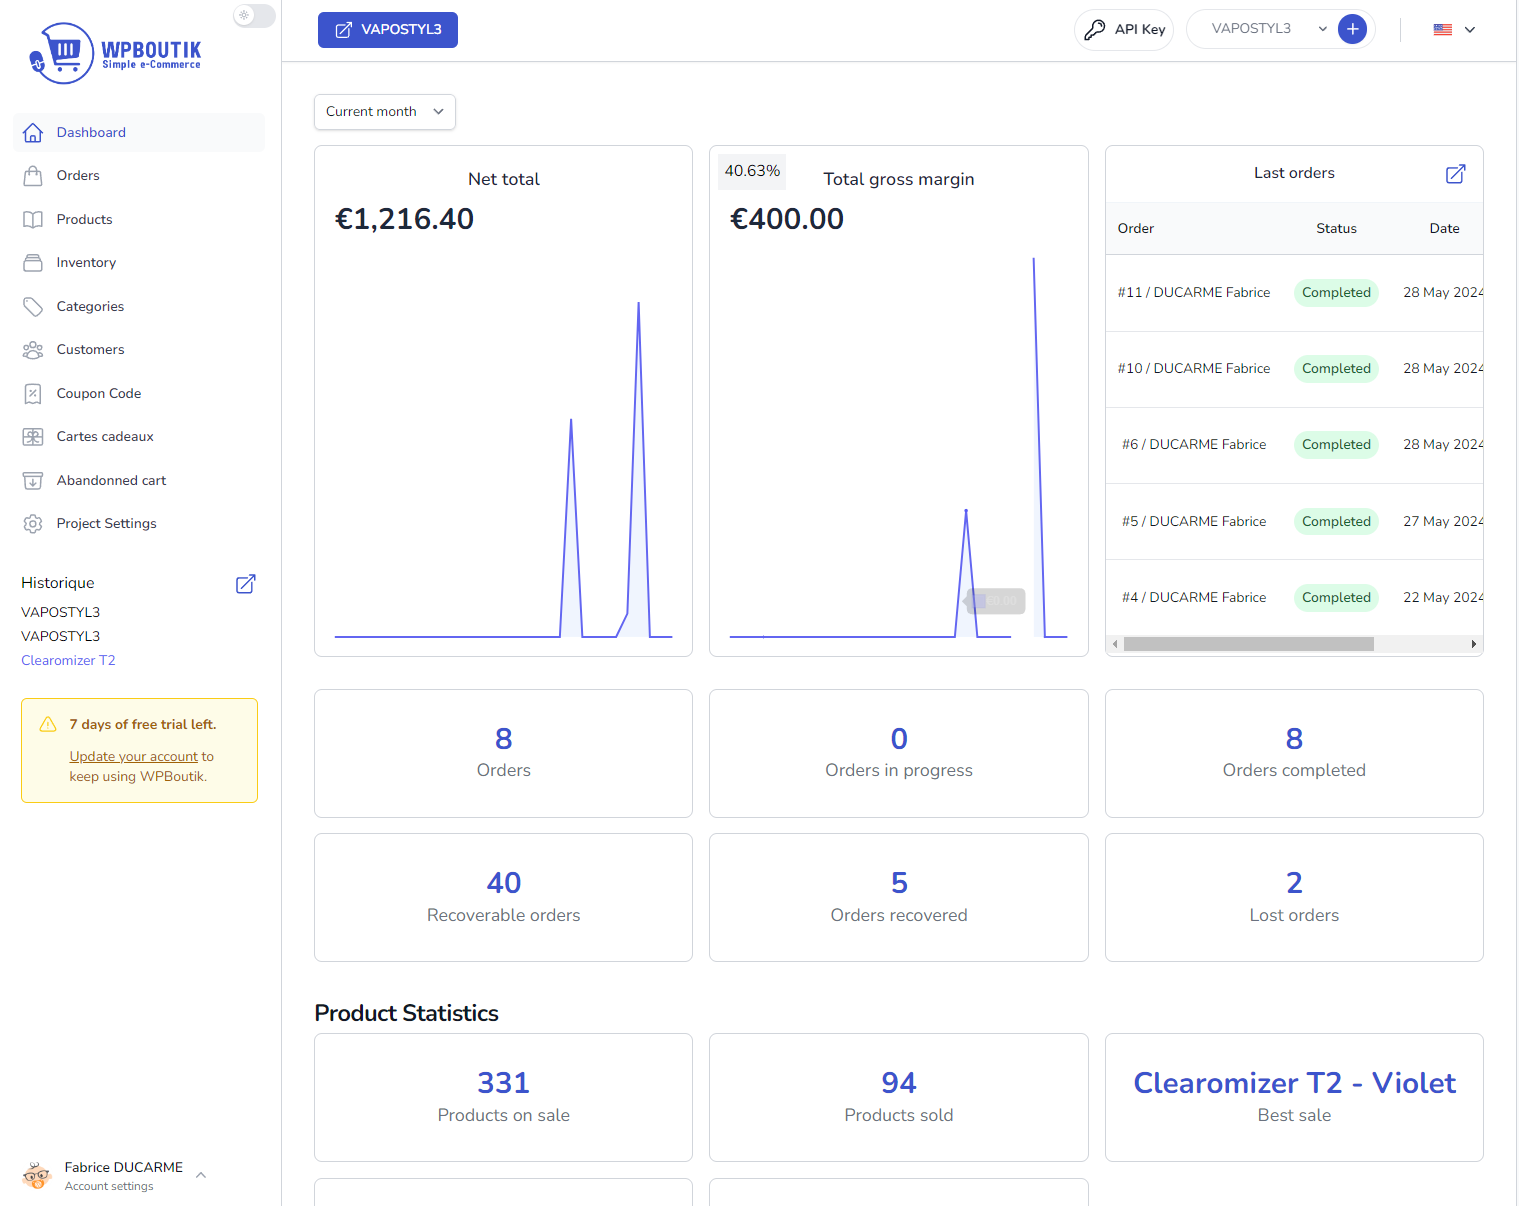 WPBOUTIK
Simple e-Commerce
Dashboard
Orders
Products
Inventory
Categories
Customers
Coupon Code
Cartes cadeaux
Abandonned cart
Project Settings
Historique
VAPOSTYL3
VAPOSTYL3
Clearomizer T2
7 days of free trial left.
Update your account to
keep using WPBoutik.
Fabrice DUCARME
Account settings
VAPOSTYL3
API Key
VAPOSTYL3
Current month
Net total
€1,216.40
40.63%
Total gross margin
€400.00
Last orders
Order Status Date
#11 / DUCARME Fabrice Completed 28 May 2024
#10 / DUCARME Fabrice Completed 28 May 2024
#6 / DUCARME Fabrice Completed 28 May 2024
#5 / DUCARME Fabrice Completed 27 May 2024
#4 / DUCARME Fabrice Completed 22 May 2024
8
Orders
0
Orders in progress
8
Orders completed
40
Recoverable orders
5
Orders recovered
2
Lost orders
Product Statistics
331
Products on sale
94
Products sold
Clearomizer T2 - Violet
Best sale